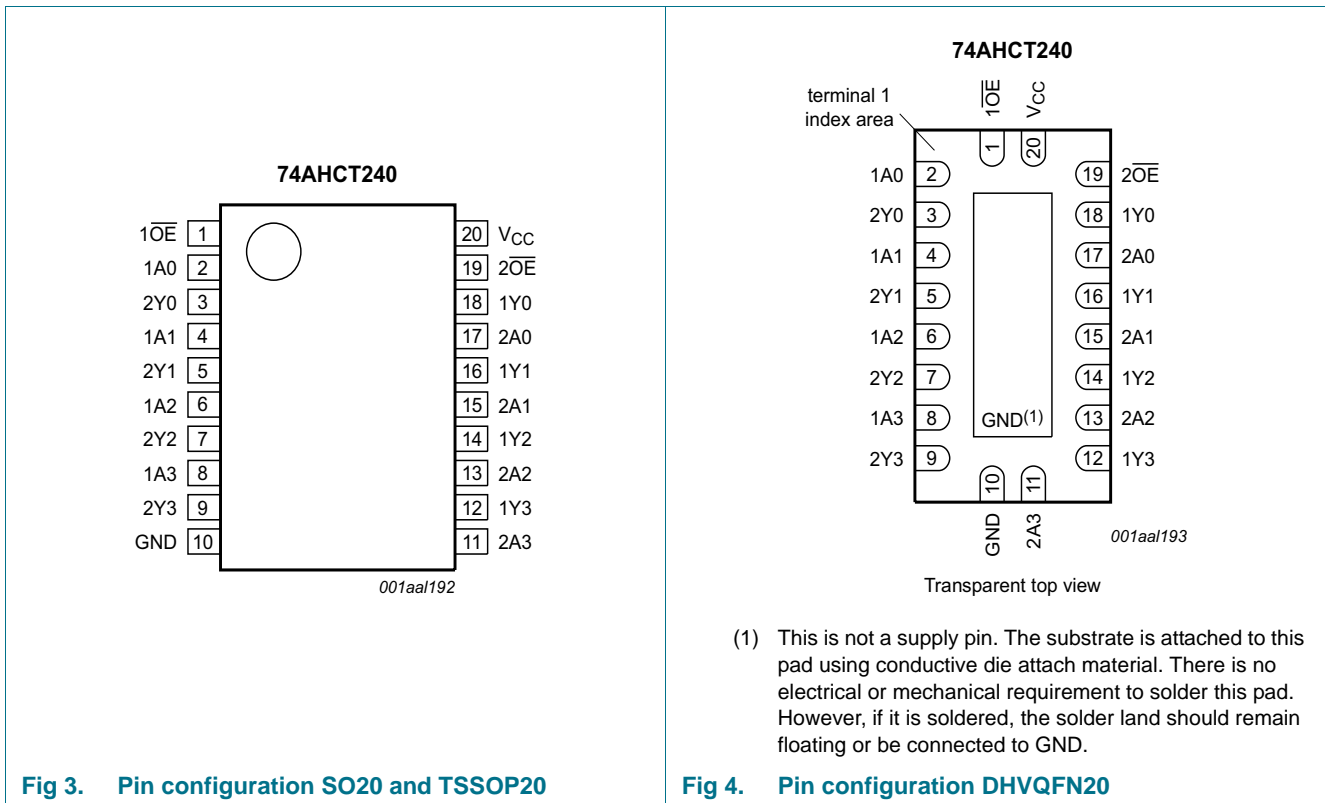 74AHCT240
1OE 1
1A0 2
2Y0 3
1A1 4
2Y1 5
1A2 6
2Y2 7
1A3 8
2Y3 9
GND 10
20 VCC
19 2OE
18 1Y0
17 2A0
16 1Y1
15 2A1
14 1Y2
13 2A2
12 1Y3
11 2A3
001aal192
Fig 3. Pin configuration SO20 and TSSOP20
74AHCT240
terminal 1
index area
1OE
VCC
1
20
1A0 2
2Y0 3
1A1 4
2Y1 5
1A2 6
2Y2 7
1A3 8
2Y3 9
19 2OE
18 1Y0
17 2A0
16 1Y1
15 2A1
14 1Y2
13 2A2
12 1Y3
GND(1)
10
11
GND
2A3
001aal193
Transparent top view
(1) This is not a supply pin. The substrate is attached to this
pad using conductive die attach material. There is no
electrical or mechanical requirement to solder this pad.
However, if it is soldered, the solder land should remain
floating or be connected to GND.
Fig 4. Pin configuration DHVQFN20